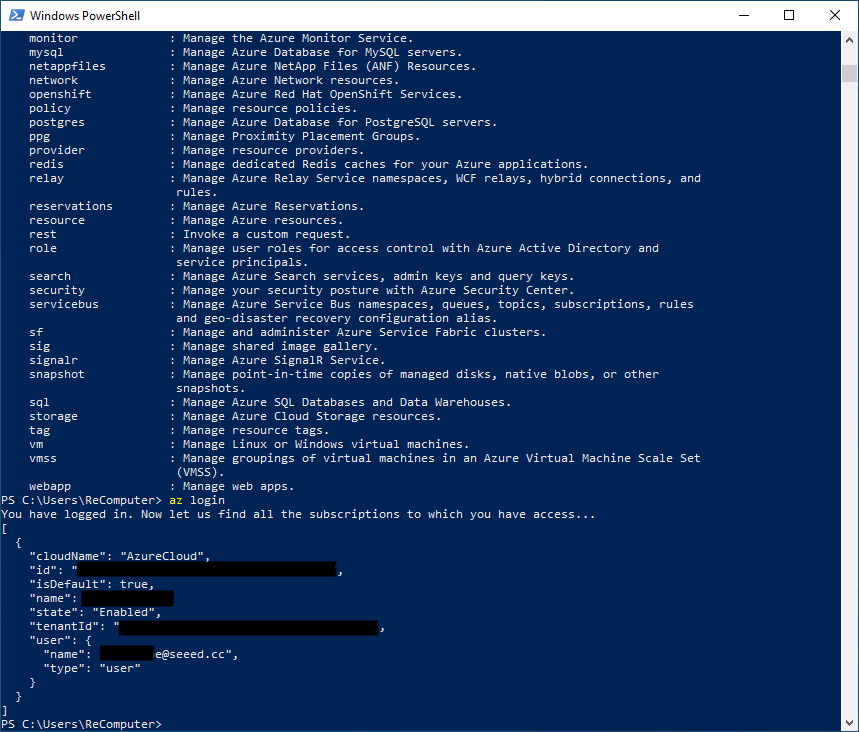 Windows PowerShell
monitor : Manage the Azure Monitor Service.
mysql : Manage Azure Database for MySQL servers.
netappfiles : Manage Azure NetApp Files (ANF) Resources.
network : Manage Azure Network resources.
openshift : Manage Azure Red Hat OpenShift Services.
policy : Manage resource policies.
postgres : Manage Azure Database for PostgreSQL servers.
ppg : Manage Proximity Placement Groups.
provider : Manage resource providers.
redis : Manage dedicated Redis caches for your Azure applications.
relay : Manage Azure Relay Service namespaces, WCF relays, hybrid connections, and
rules.
reservations : Manage Azure Reservations.
resource : Manage Azure resources.
rest : Invoke a custom request.
role : Manage user roles for access control with Azure Active Directory and
service principals.
search : Manage Azure Search services, admin keys and query keys.
security : Manage your security posture with Azure Security Center.
servicebus : Manage Azure Service Bus namespaces, queues, topics, subscriptions, rules
and geo-disaster recovery configuration alias.
sf : Manage and administer Azure Service Fabric clusters.
sig : Manage shared image gallery.
signalr : Manage Azure SignalR Service.
snapshot : Manage point-in-time copies of managed disks, native blobs, or other
snapshots.
sql : Manage Azure SQL Databases and Data Warehouses.
storage : Manage Azure Cloud Storage resources.
tag : Manage resource tags.
vm : Manage Linux or Windows virtual machines.
vmss : Manage groupings of virtual machines in an Azure Virtual Machine Scale Set
(VMSS).
webapp : Manage web apps.
PS C:\Users\ReComputer> az login
You have logged in. Now let us find all the subscriptions to which you have access...
[
{
"cloudName": "AzureCloud",
"id": " ,
"isDefault": true,
"name":
"state": "Enabled",
"tenantId": " ,
"user": {
"name": e@seeed.cc",
"type": "user"
}
}
]
PS C:\Users\ReComputer>